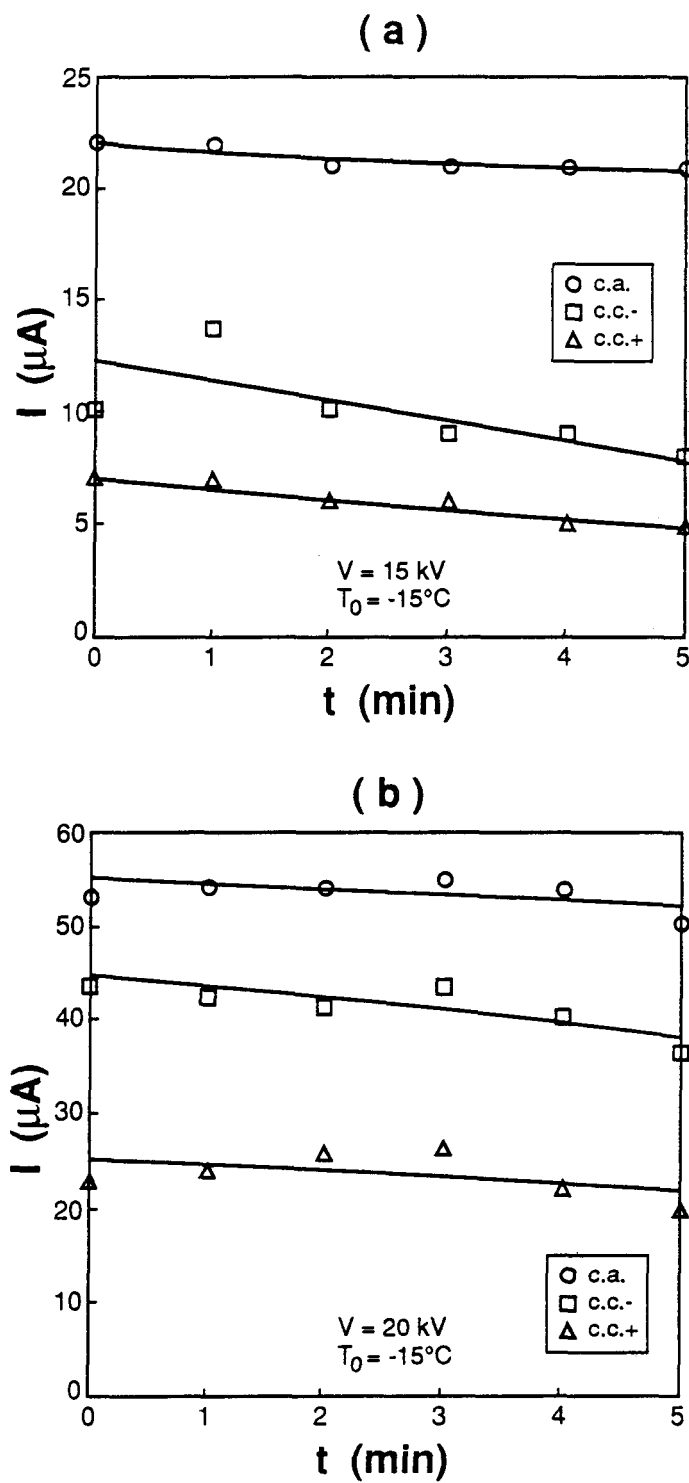 ( a )
25
20
15
10
5
0
I (μA)
c.a.
c.c.-
c.c.+
V = 15 kV
T0 = -15°C
0 1 2 3 4 5
t (min)
( b )
60
50
40
30
20
10
0
I (μA)
c.a.
c.c.-
c.c.+
V = 20 kV
T0 = -15°C
0 1 2 3 4 5
t (min)